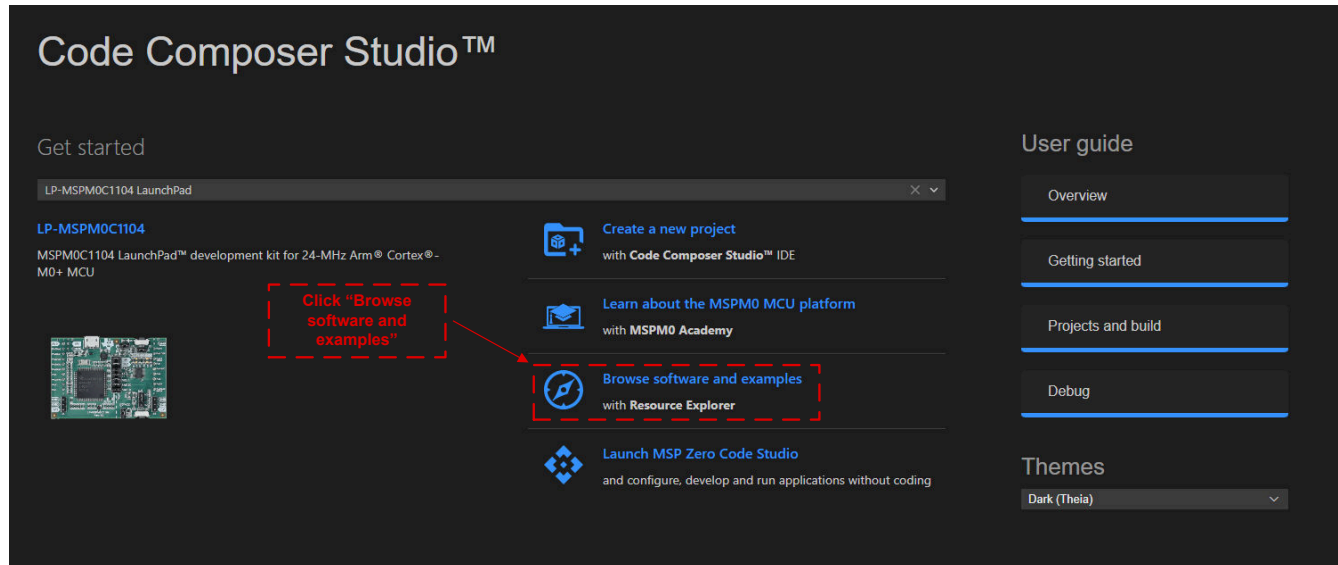 Code Composer Studio™
Get started
LP-MSPM0C1104 LaunchPad
LP-MSPM0C1104
MSPM0C1104 LaunchPad™ development kit for 24-MHz Arm® Cortex®-
M0+ MCU
Click “Browse
software and
examples”
Create a new project
with Code Composer Studio™ IDE
Learn about the MSPM0 MCU platform
with MSPM0 Academy
Browse software and examples
with Resource Explorer
Launch MSP Zero Code Studio
and configure, develop and run applications without coding
User guide
Overview
Getting started
Projects and build
Debug
Themes
Dark (Theia)